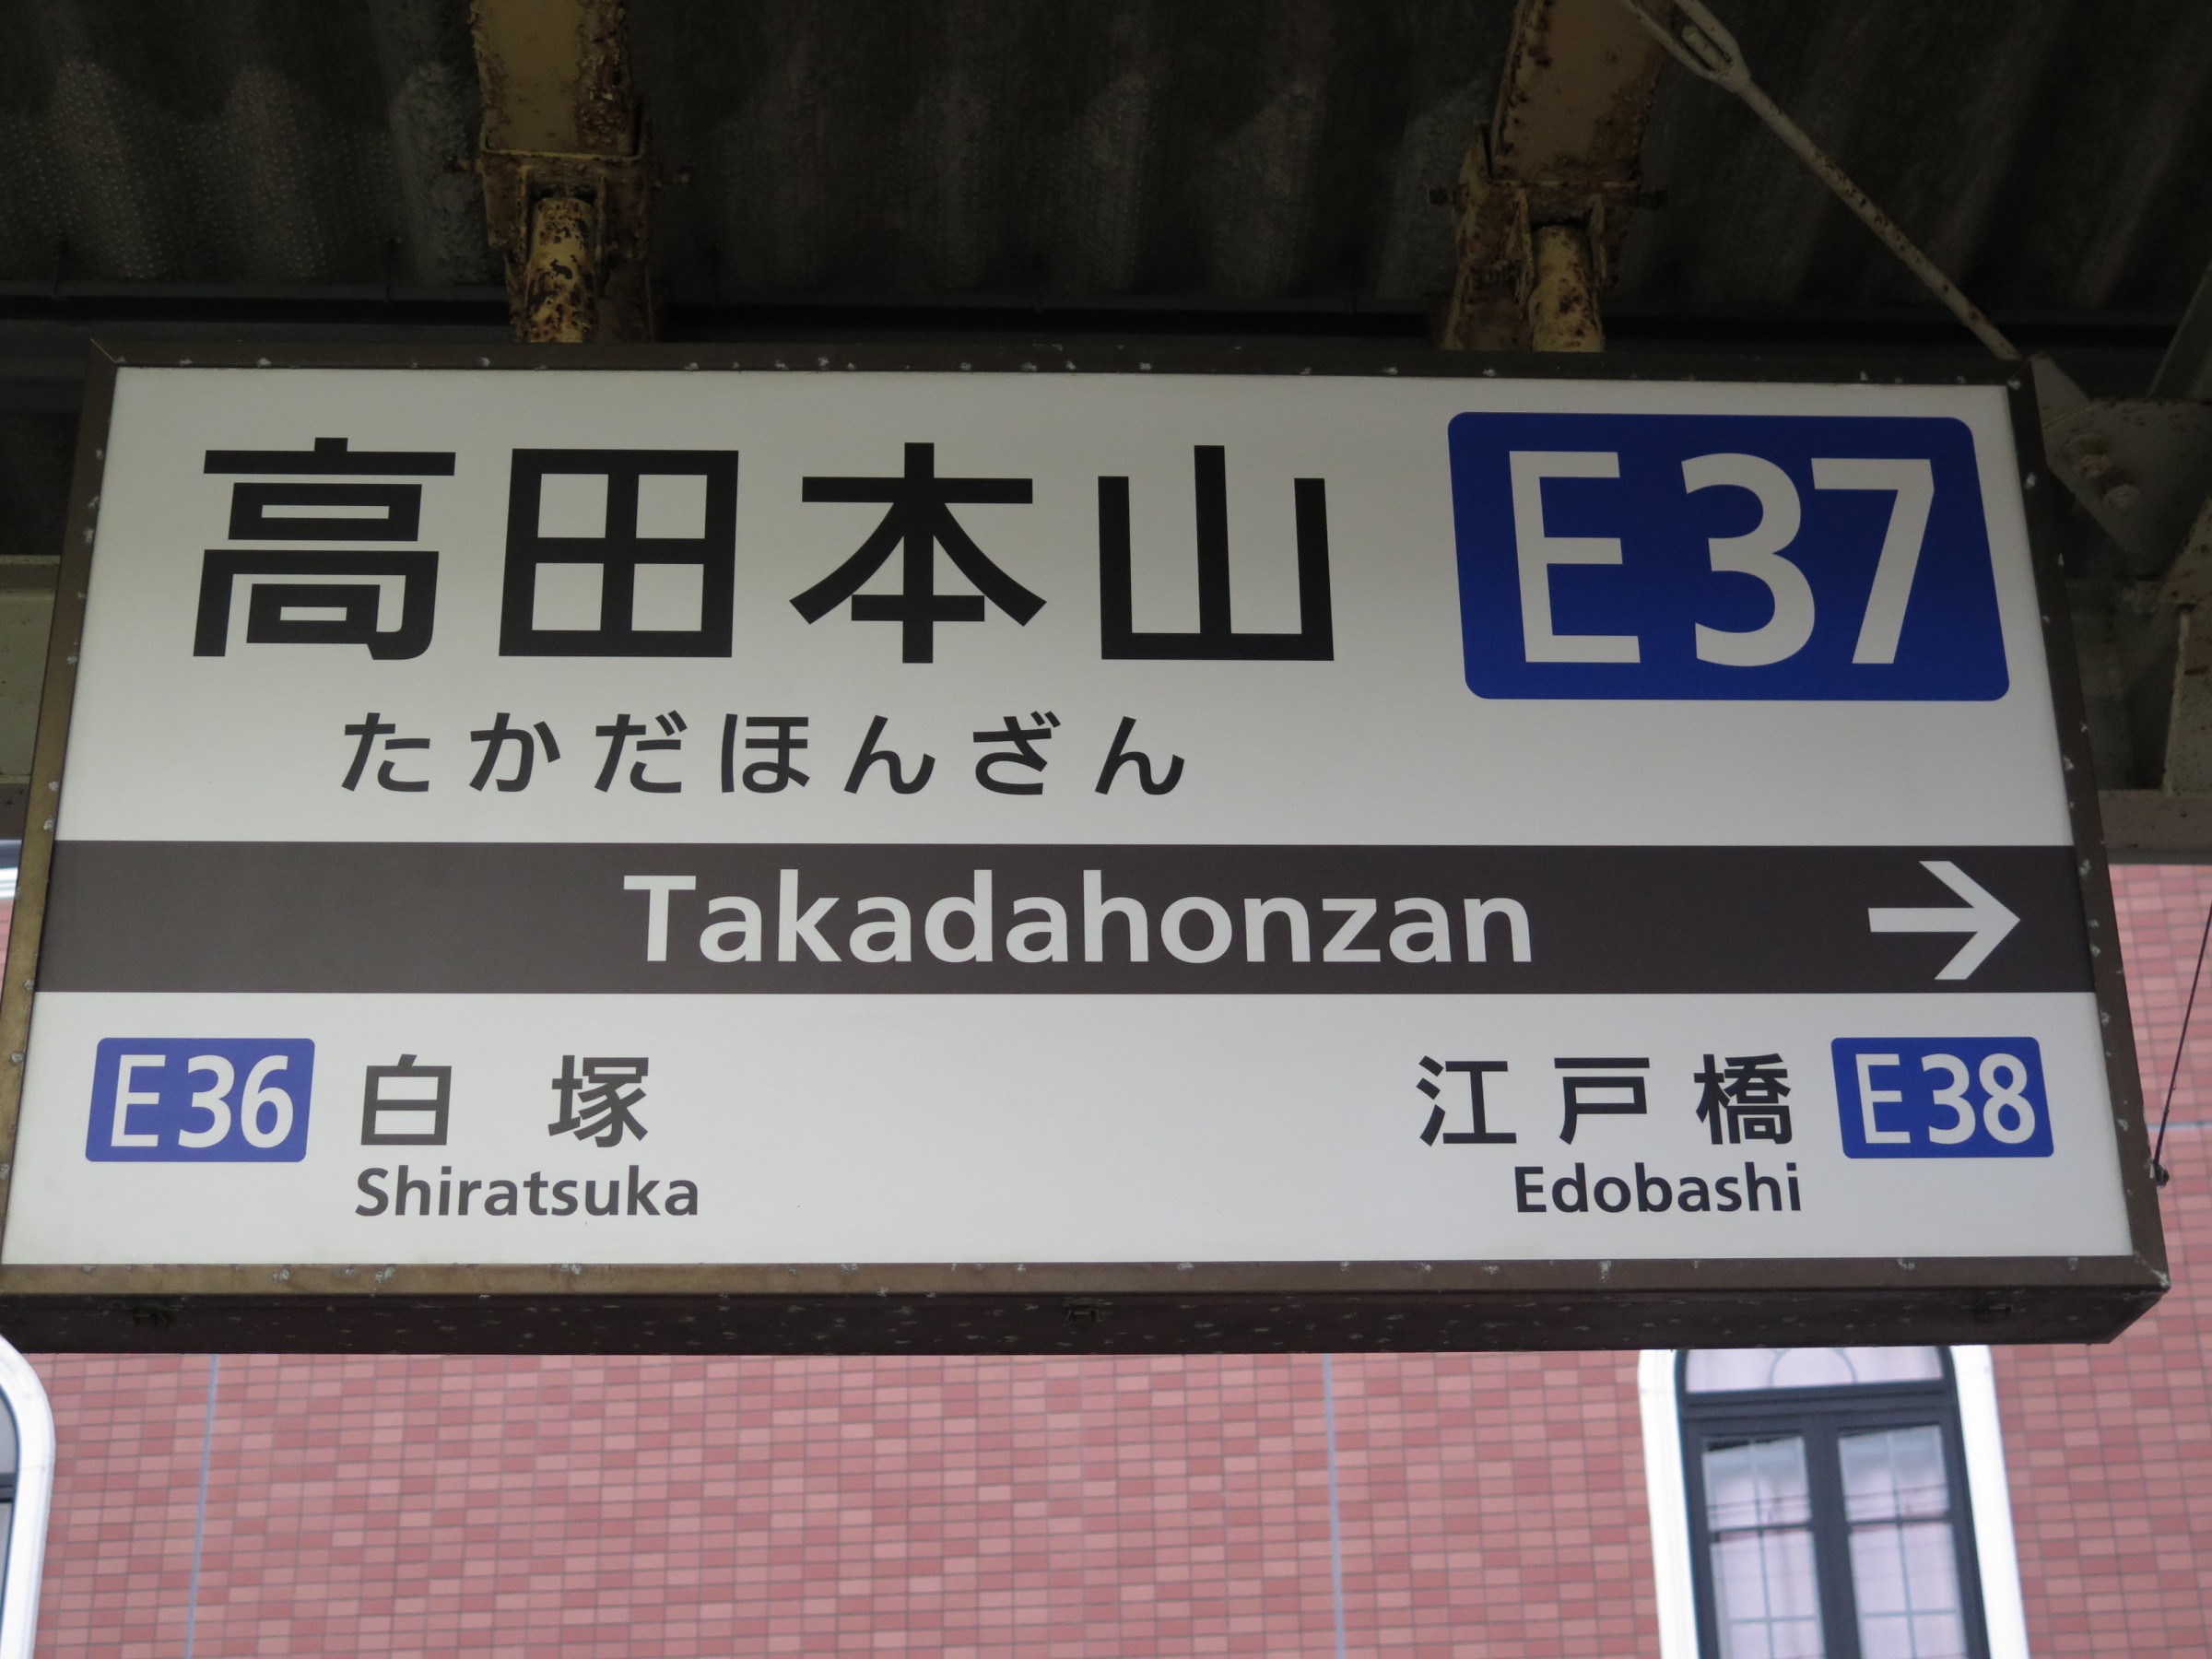 高田本山 E37
たかだほんざん
Takadahonzan →
E36 白塚 江戸橋 E38
Shiratsuka Edobashi